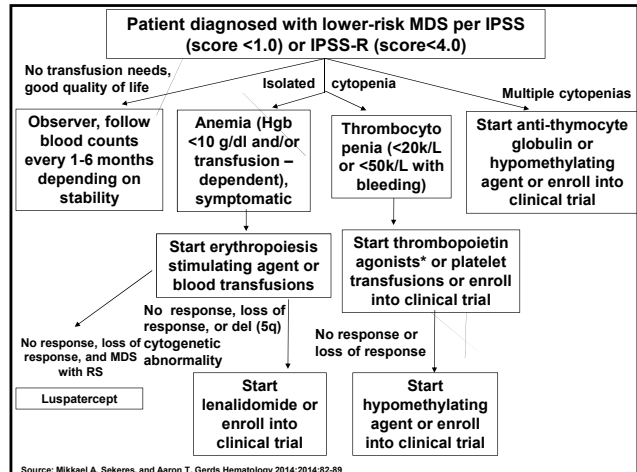 Patient diagnosed with lower-risk MDS per IPSS
(score <1.0) or IPSS-R (score<4.0)
No transfusion needs,
good quality of life
Isolated cytopenia
Multiple cytopenias
Observer, follow
blood counts
every 1-6 months
depending on
stability
Anemia (Hgb
<10 g/dl and/or
transfusion –
dependent),
symptomatic
Thrombocyto
penia (<20k/L
or <50k/L with
bleeding)
Start anti-thymocyte
globulin or
hypomethylating
agent or enroll into
clinical trial
Start erythropoiesis
stimulating agent or
blood transfusions
Start thrombopoietin
agonists* or platelet
transfusions or enroll
into clinical trial
No response, loss of
response, and MDS
with RS
No response, loss of
response, or del (5q)
cytogenetic
abnormality
No response or
loss of response
Luspatercept
Start
lenalidomide or
enroll into
clinical trial
Start
hypomethylating
agent or enroll
into clinical trial
Source: Mikkael A. Sekeres, and Aaron T. Gerds Hematology 2014;2014:82-89